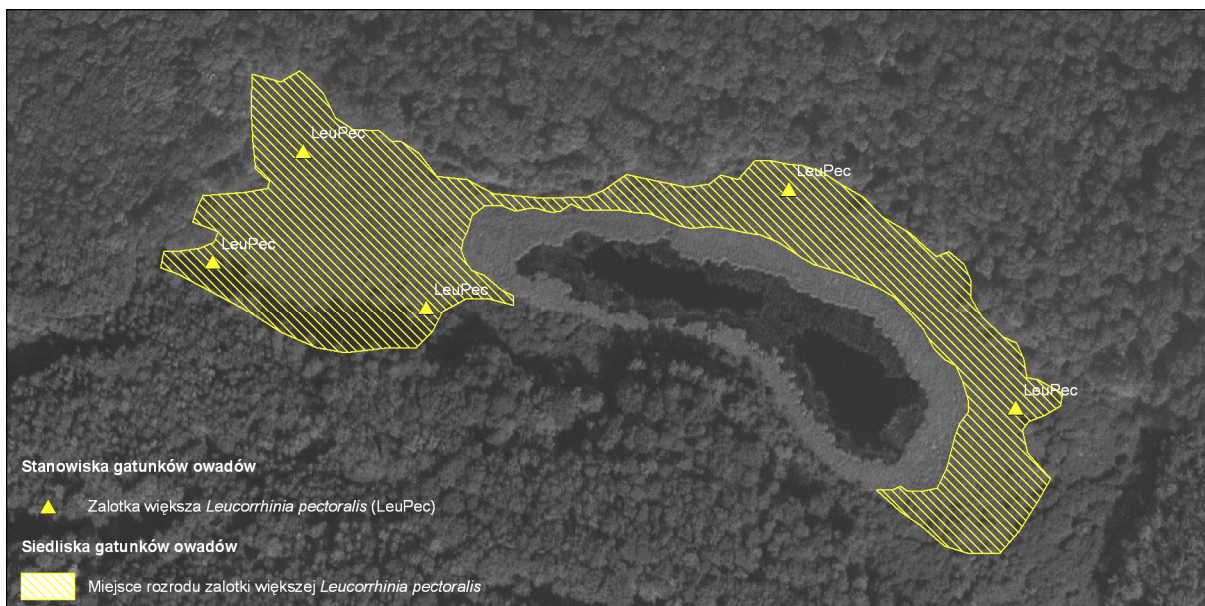 LeuPec
LeuPec
LeuPec
LeuPec
LeuPec
Stanowiska gatunków owadów
Zalotka większa Leucorrhinia pectoralis (LeuPec)
Siedliska gatunków owadów
Miejsce rozrodu zalotki większej Leucorrhinia pectoralis